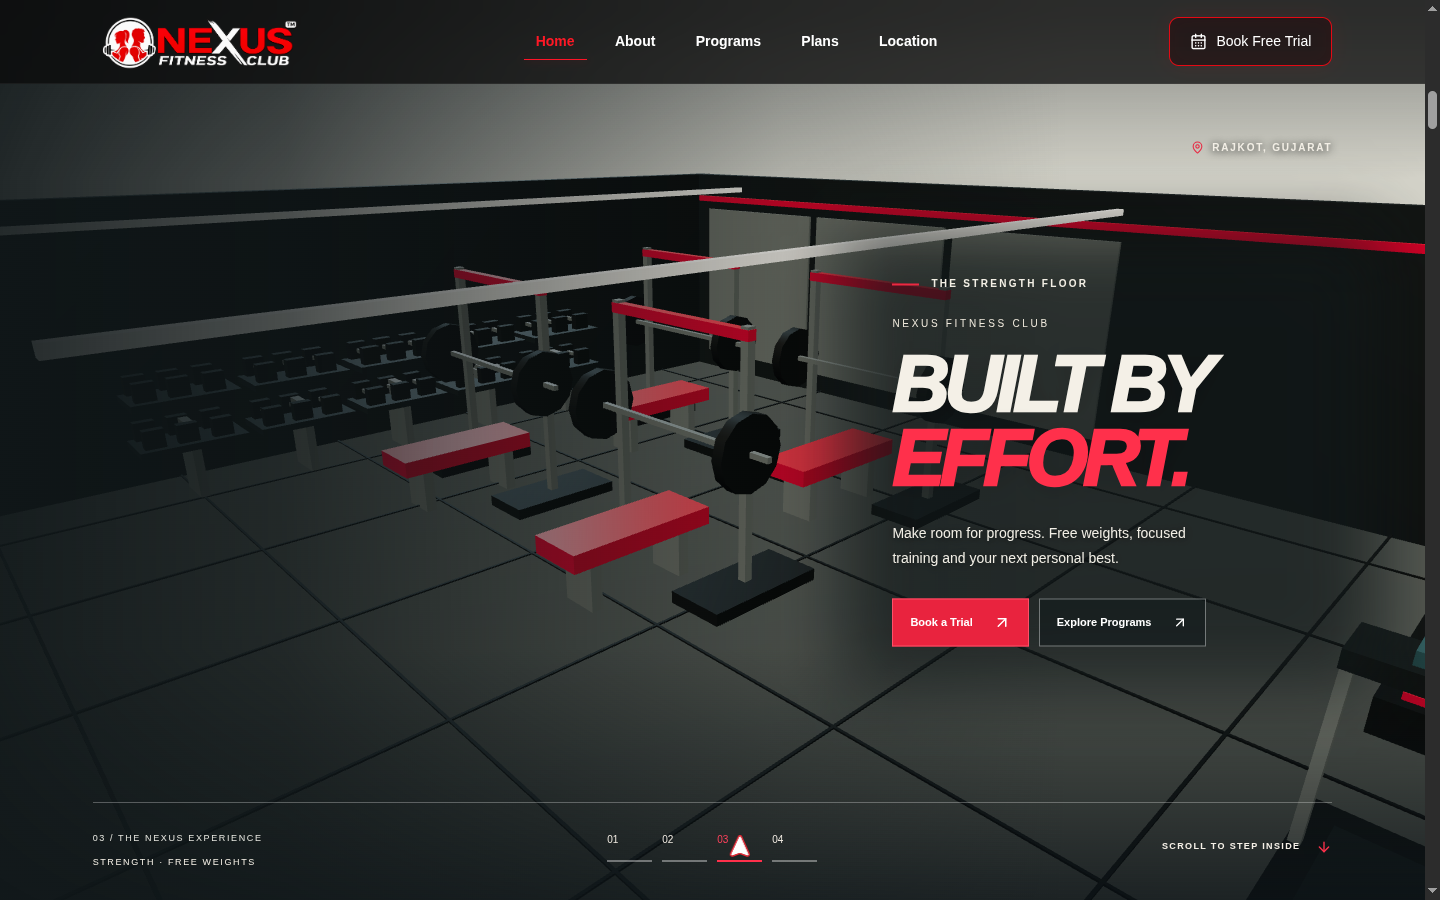 NEXUS TM
FITNESS CLUB
Home
About
Programs
Plans
Location
Book Free Trial
RAJKOT, GUJARAT
THE STRENGTH FLOOR
NEXUS FITNESS CLUB
BUILT BY
EFFORT.
Make room for progress. Free weights, focused
training and your next personal best.
Book a Trial
Explore Programs
03 / THE NEXUS EXPERIENCE
STRENGTH · FREE WEIGHTS
01
02
03
04
SCROLL TO STEP INSIDE